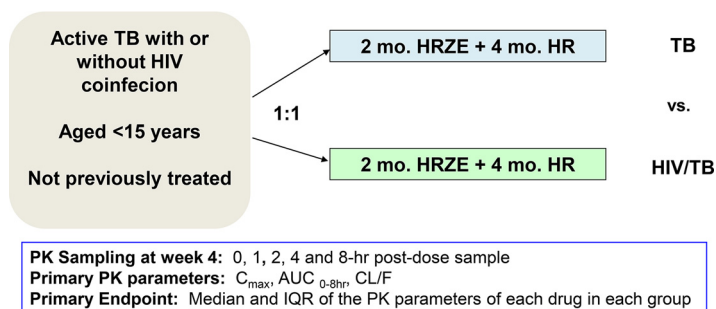 Active TB with or
without HIV
coinfecion
Aged <15 years
Not previously treated
1:1
2 mo. HRZE + 4 mo. HR
TB
vs.
2 mo. HRZE + 4 mo. HR
HIV/TB
PK Sampling at week 4: 0, 1, 2, 4 and 8-hr post-dose sample
Primary PK parameters: Cmax, AUC 0-8hr, CL/F
Primary Endpoint: Median and IQR of the PK parameters of each drug in each group